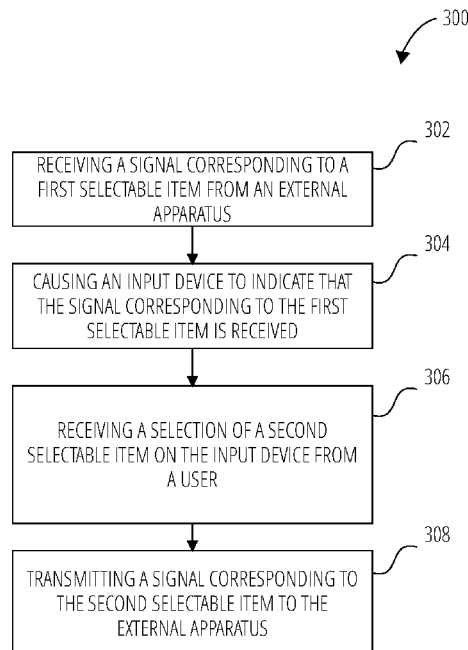 300
302
RECEIVING A SIGNAL CORRESPONDING TO A
FIRST SELECTABLE ITEM FROM AN EXTERNAL
APPARATUS
304
CAUSING AN INPUT DEVICE TO INDICATE THAT
THE SIGNAL CORRESPONDING TO THE FIRST
SELECTABLE ITEM IS RECEIVED
306
RECEIVING A SELECTION OF A SECOND
SELECTABLE ITEM ON THE INPUT DEVICE FROM
A USER
308
TRANSMITTING A SIGNAL CORRESPONDING TO
THE SECOND SELECTABLE ITEM TO THE
EXTERNAL APPARATUS